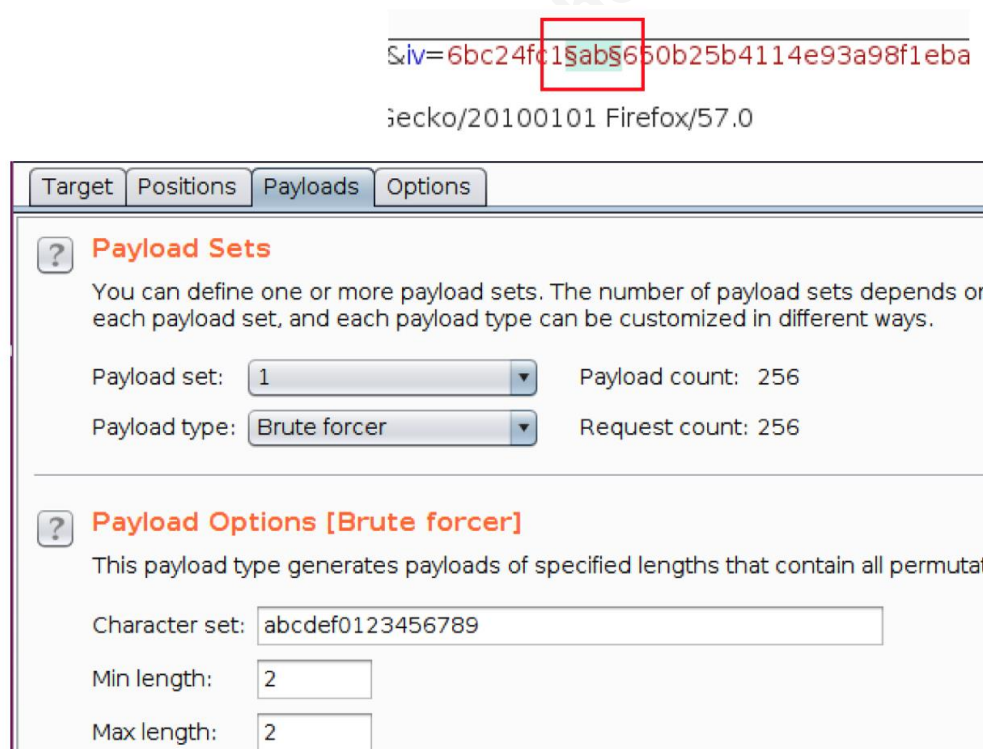 &iv=6bc24fc1§ab§650b25b4114e93a98f1eba
Gecko/20100101 Firefox/57.0
Target Positions Payloads Options
? Payload Sets
You can define one or more payload sets. The number of payload sets depends
each payload set, and each payload type can be customized in different ways.
Payload set: 1 Payload count: 256
Payload type: Brute forcer Request count: 256
? Payload Options [Brute forcer]
This payload type generates payloads of specified lengths that contain all
Character set: abcdef0123456789
Min length: 2
Max length: 2